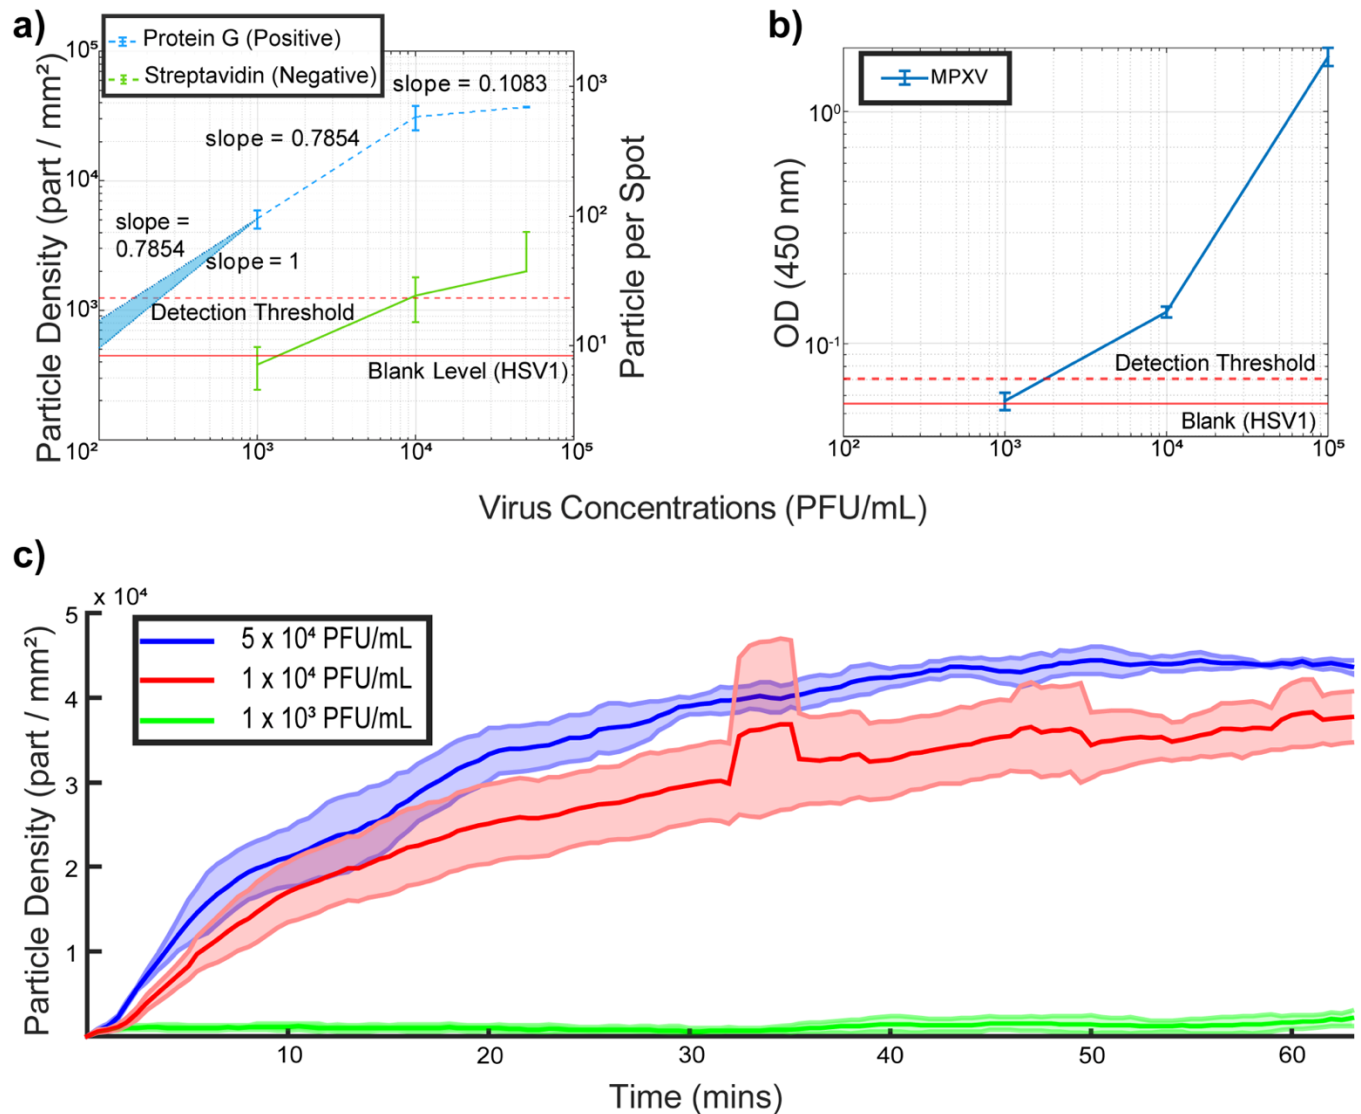 a)
Protein G (Positive)
Streptavidin (Negative)
10⁵
10⁴
10³
10²
Particle Density (part / mm²)
slope = 0.1083
slope = 0.7854
slope =
0.7854
slope = 1
Detection Threshold
Blank Level (HSV1)
10³
10²
10¹
Particle per Spot
10³
10⁴
10⁵
b)
MPXV
10⁰
10⁻¹
OD (450 nm)
Detection Threshold
Blank (HSV1)
10²
10³
10⁴
10⁵
Virus Concentrations (PFU/mL)
c)
x 10⁴
5
4
3
2
1
Particle Density (part / mm²)
5 x 10⁴ PFU/mL
1 x 10⁴ PFU/mL
1 x 10³ PFU/mL
10
20
30
40
50
60
Time (mins)